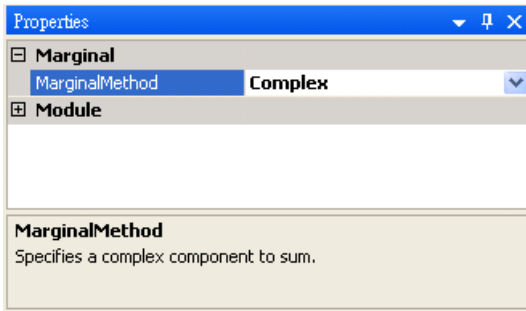 Properties
Marginal
MarginalMethod Complex
Module
MarginalMethod
Specifies a complex component to sum.